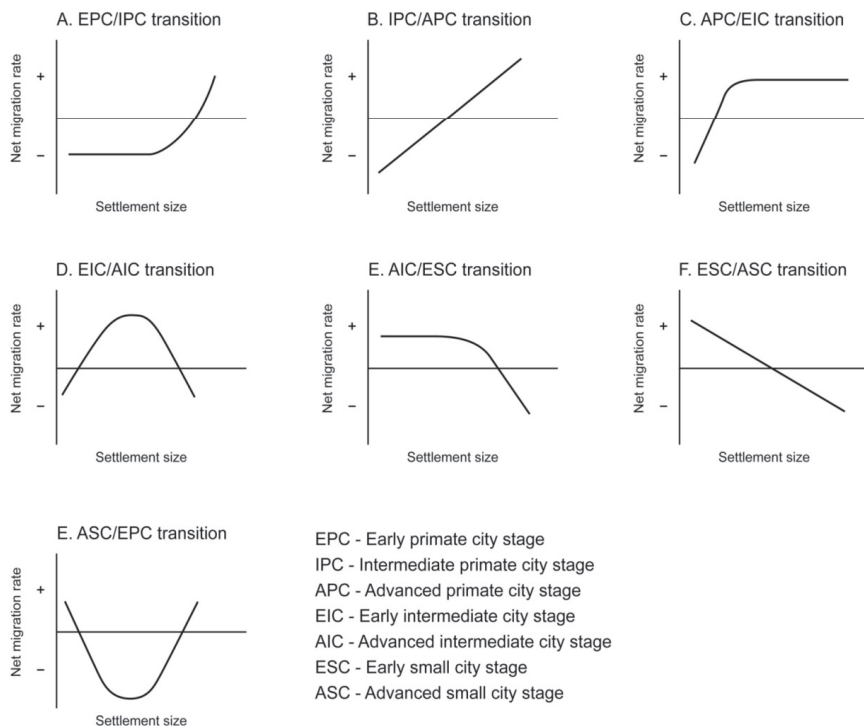 A. EPC/IPC transition
Net migration rate
+
–
Settlement size
B. IPC/APC transition
Net migration rate
+
–
Settlement size
C. APC/EIC transition
Net migration rate
+
–
Settlement size
D. EIC/AIC transition
Net migration rate
+
–
Settlement size
E. AIC/ESC transition
Net migration rate
+
–
Settlement size
F. ESC/ASC transition
Net migration rate
+
–
Settlement size
E. ASC/EPC transition
Net migration rate
+
–
Settlement size
EPC - Early primate city stage
IPC - Intermediate primate city stage
APC - Advanced primate city stage
EIC - Early intermediate city stage
AIC - Advanced intermediate city stage
ESC - Early small city stage
ASC - Advanced small city stage